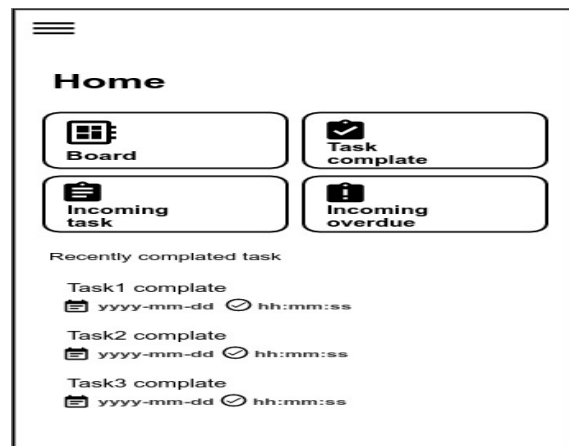 Home
Board
Task
complate
Incoming
task
Incoming
overdue
Recently complated task
Task1 complate
yyyy-mm-dd hh:mm:ss
Task2 complate
yyyy-mm-dd hh:mm:ss
Task3 complate
yyyy-mm-dd hh:mm:ss